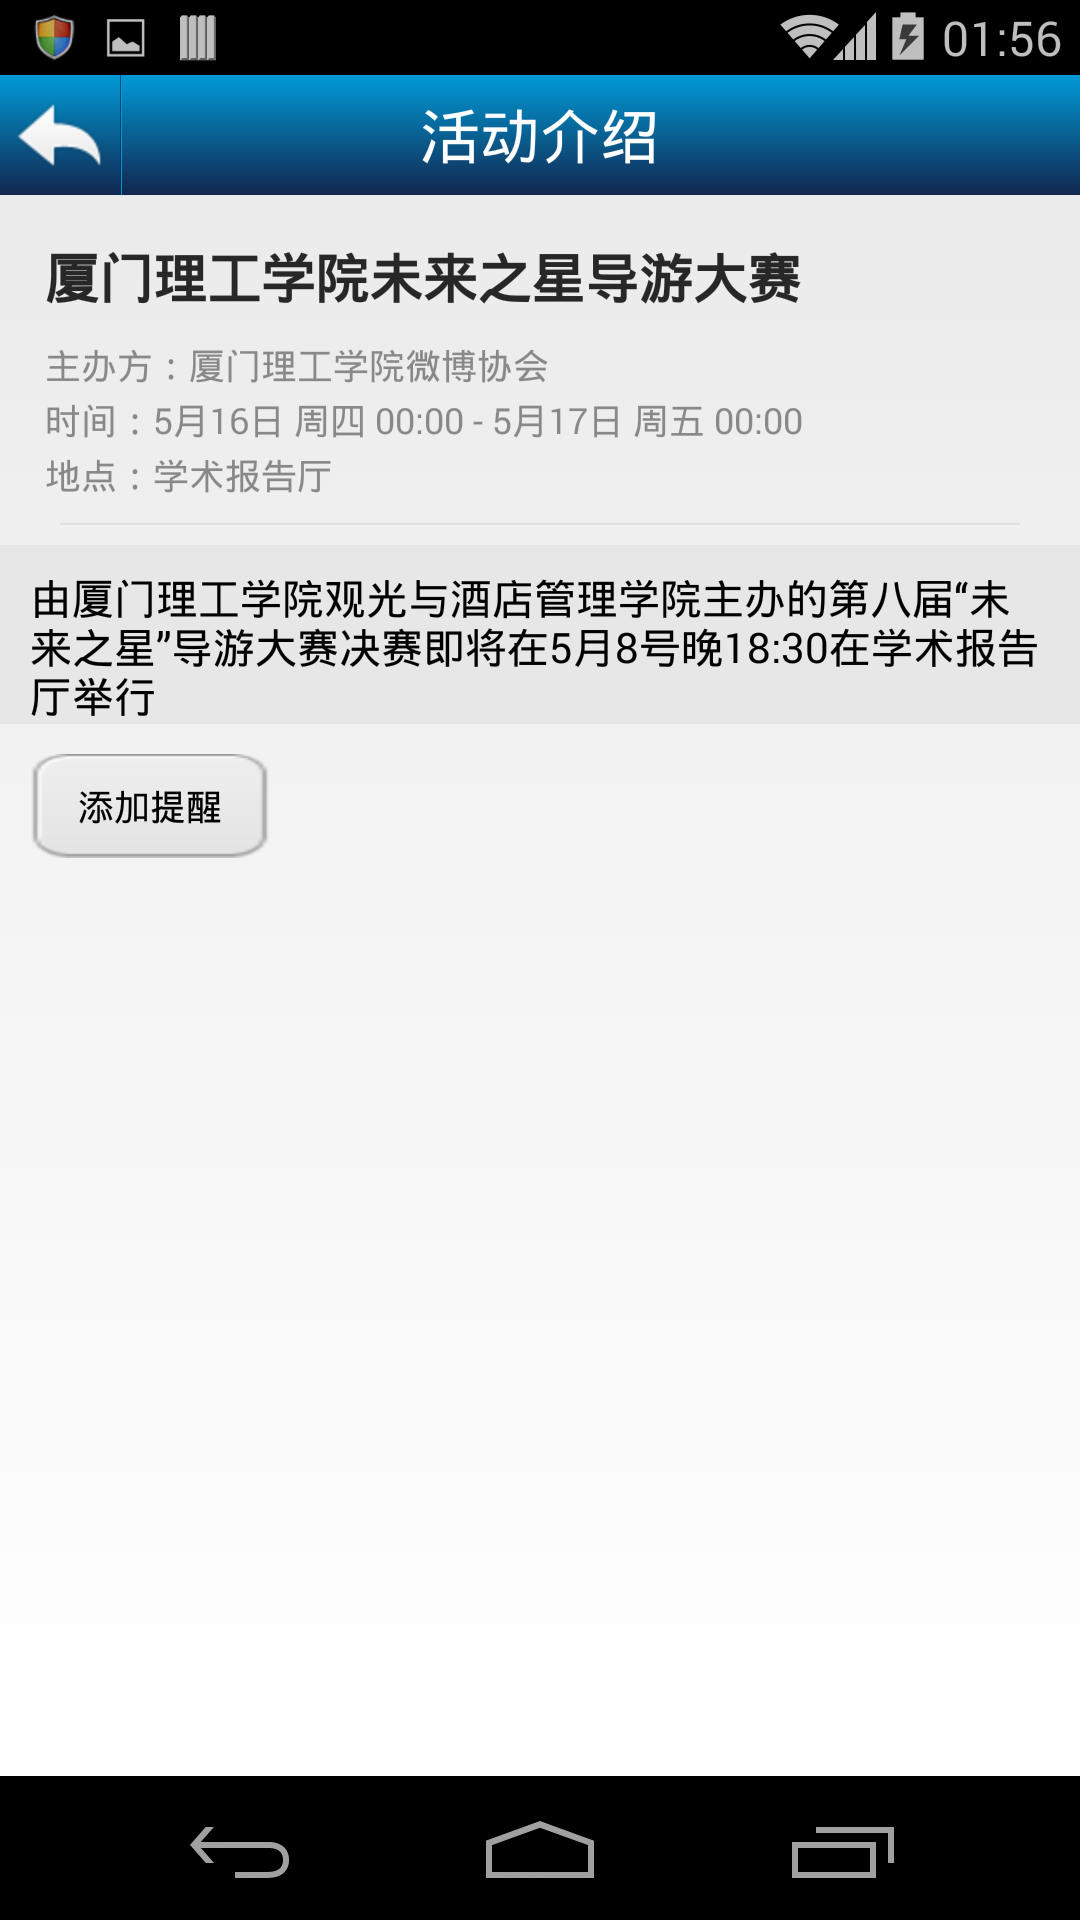 01:56
活动介绍
厦门理工学院未来之星导游大赛
主办方：厦门理工学院微博协会
时间：5月16日 周四 00:00 - 5月17日 周五 00:00
地点：学术报告厅
由厦门理工学院观光与酒店管理学院主办的第八届“未
来之星”导游大赛决赛即将在5月8号晚18:30在学术报告
厅举行
添加提醒